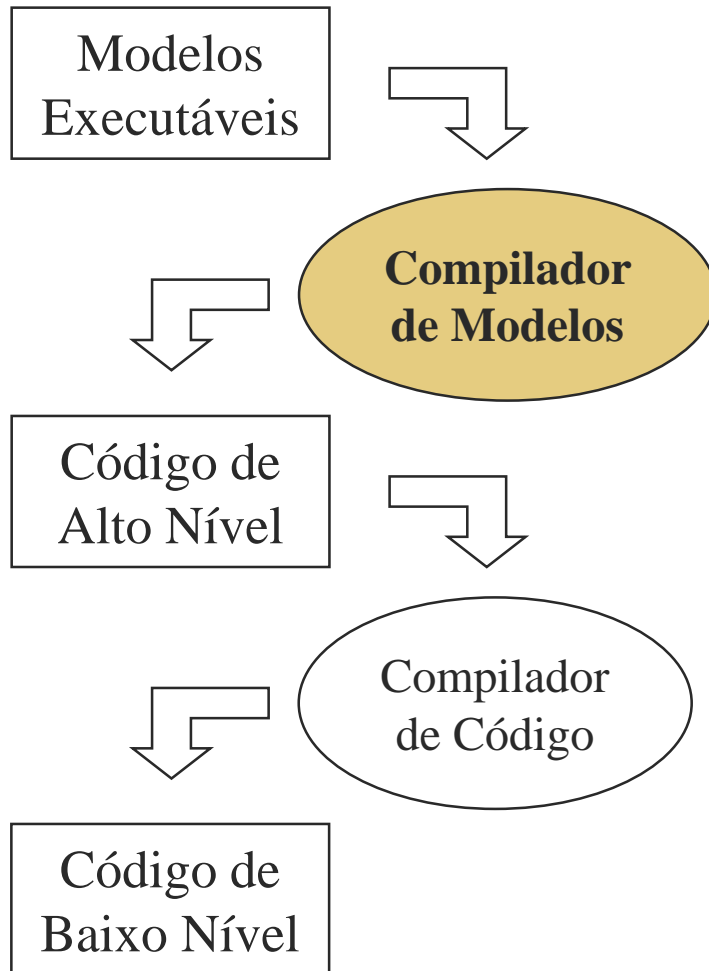 Modelos
Executáveis
Compilador
de Modelos
Código de
Alto Nível
Compilador
de Código
Código de
Baixo Nível